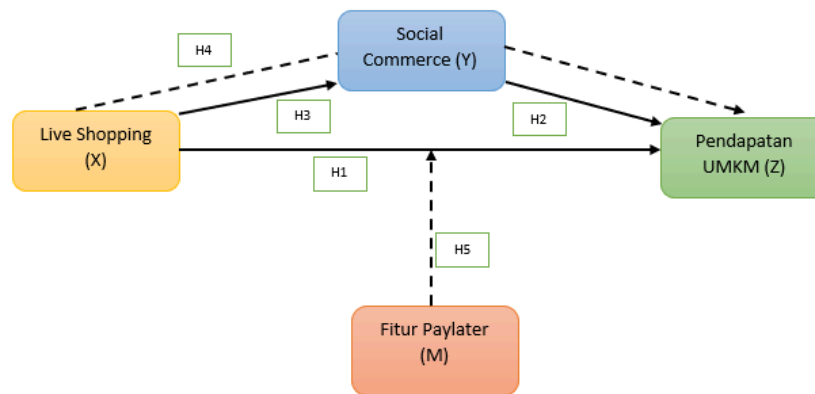 H4
Social
Commerce (Y)
H3
H2
Live Shopping
(X)
H1
Pendapatan
UMKM (Z)
H5
Fitur Paylater
(M)